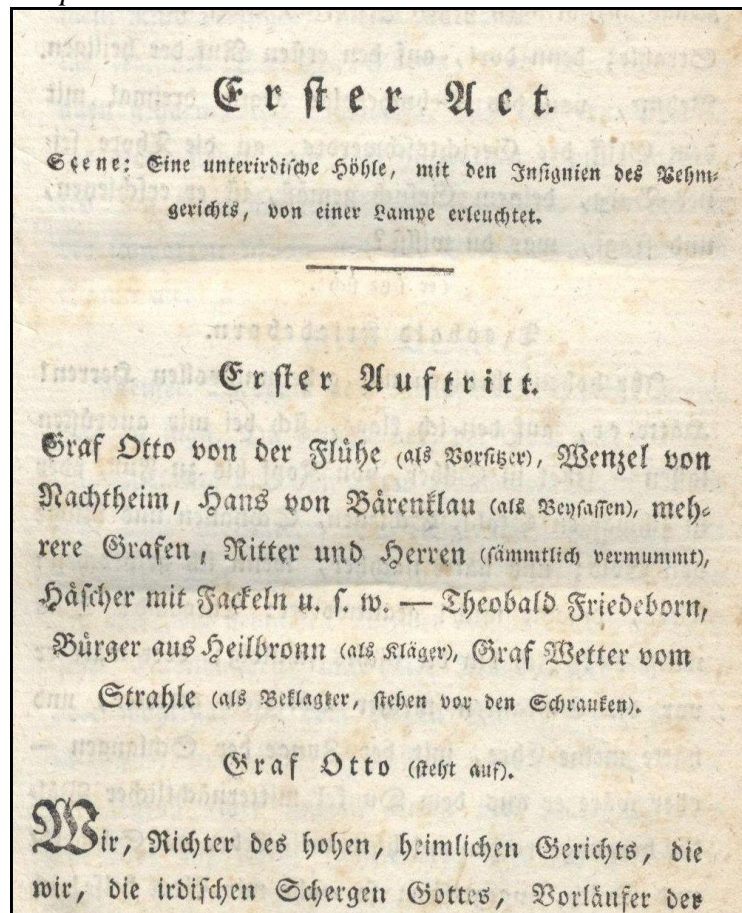 Erster Act.
Scene: Eine unterirdische Höhle, mit den Insignien des Vehm-
gerichts, von einer Lampe erleuchtet.
Erster Auftritt.
Graf Otto von der Flühe (als Vorsitzer), Wenzel von
Nachtheim, Hans von Bärenklau (als Beysassen), meh-
rere Grafen, Ritter und Herren (sämmtlich vermummt),
Häscher mit Fackeln u. s. w. — Theobald Friedeborn,
Bürger aus Heilbronn (als Kläger), Graf Wetter vom
Strahle (als Beklagter, stehen vor den Schranken).
Graf Otto (steht auf).
Wir, Richter des hohen, heimlichen Gerichts, die
wir, die irdischen Schergen Gottes, Vorläufer der